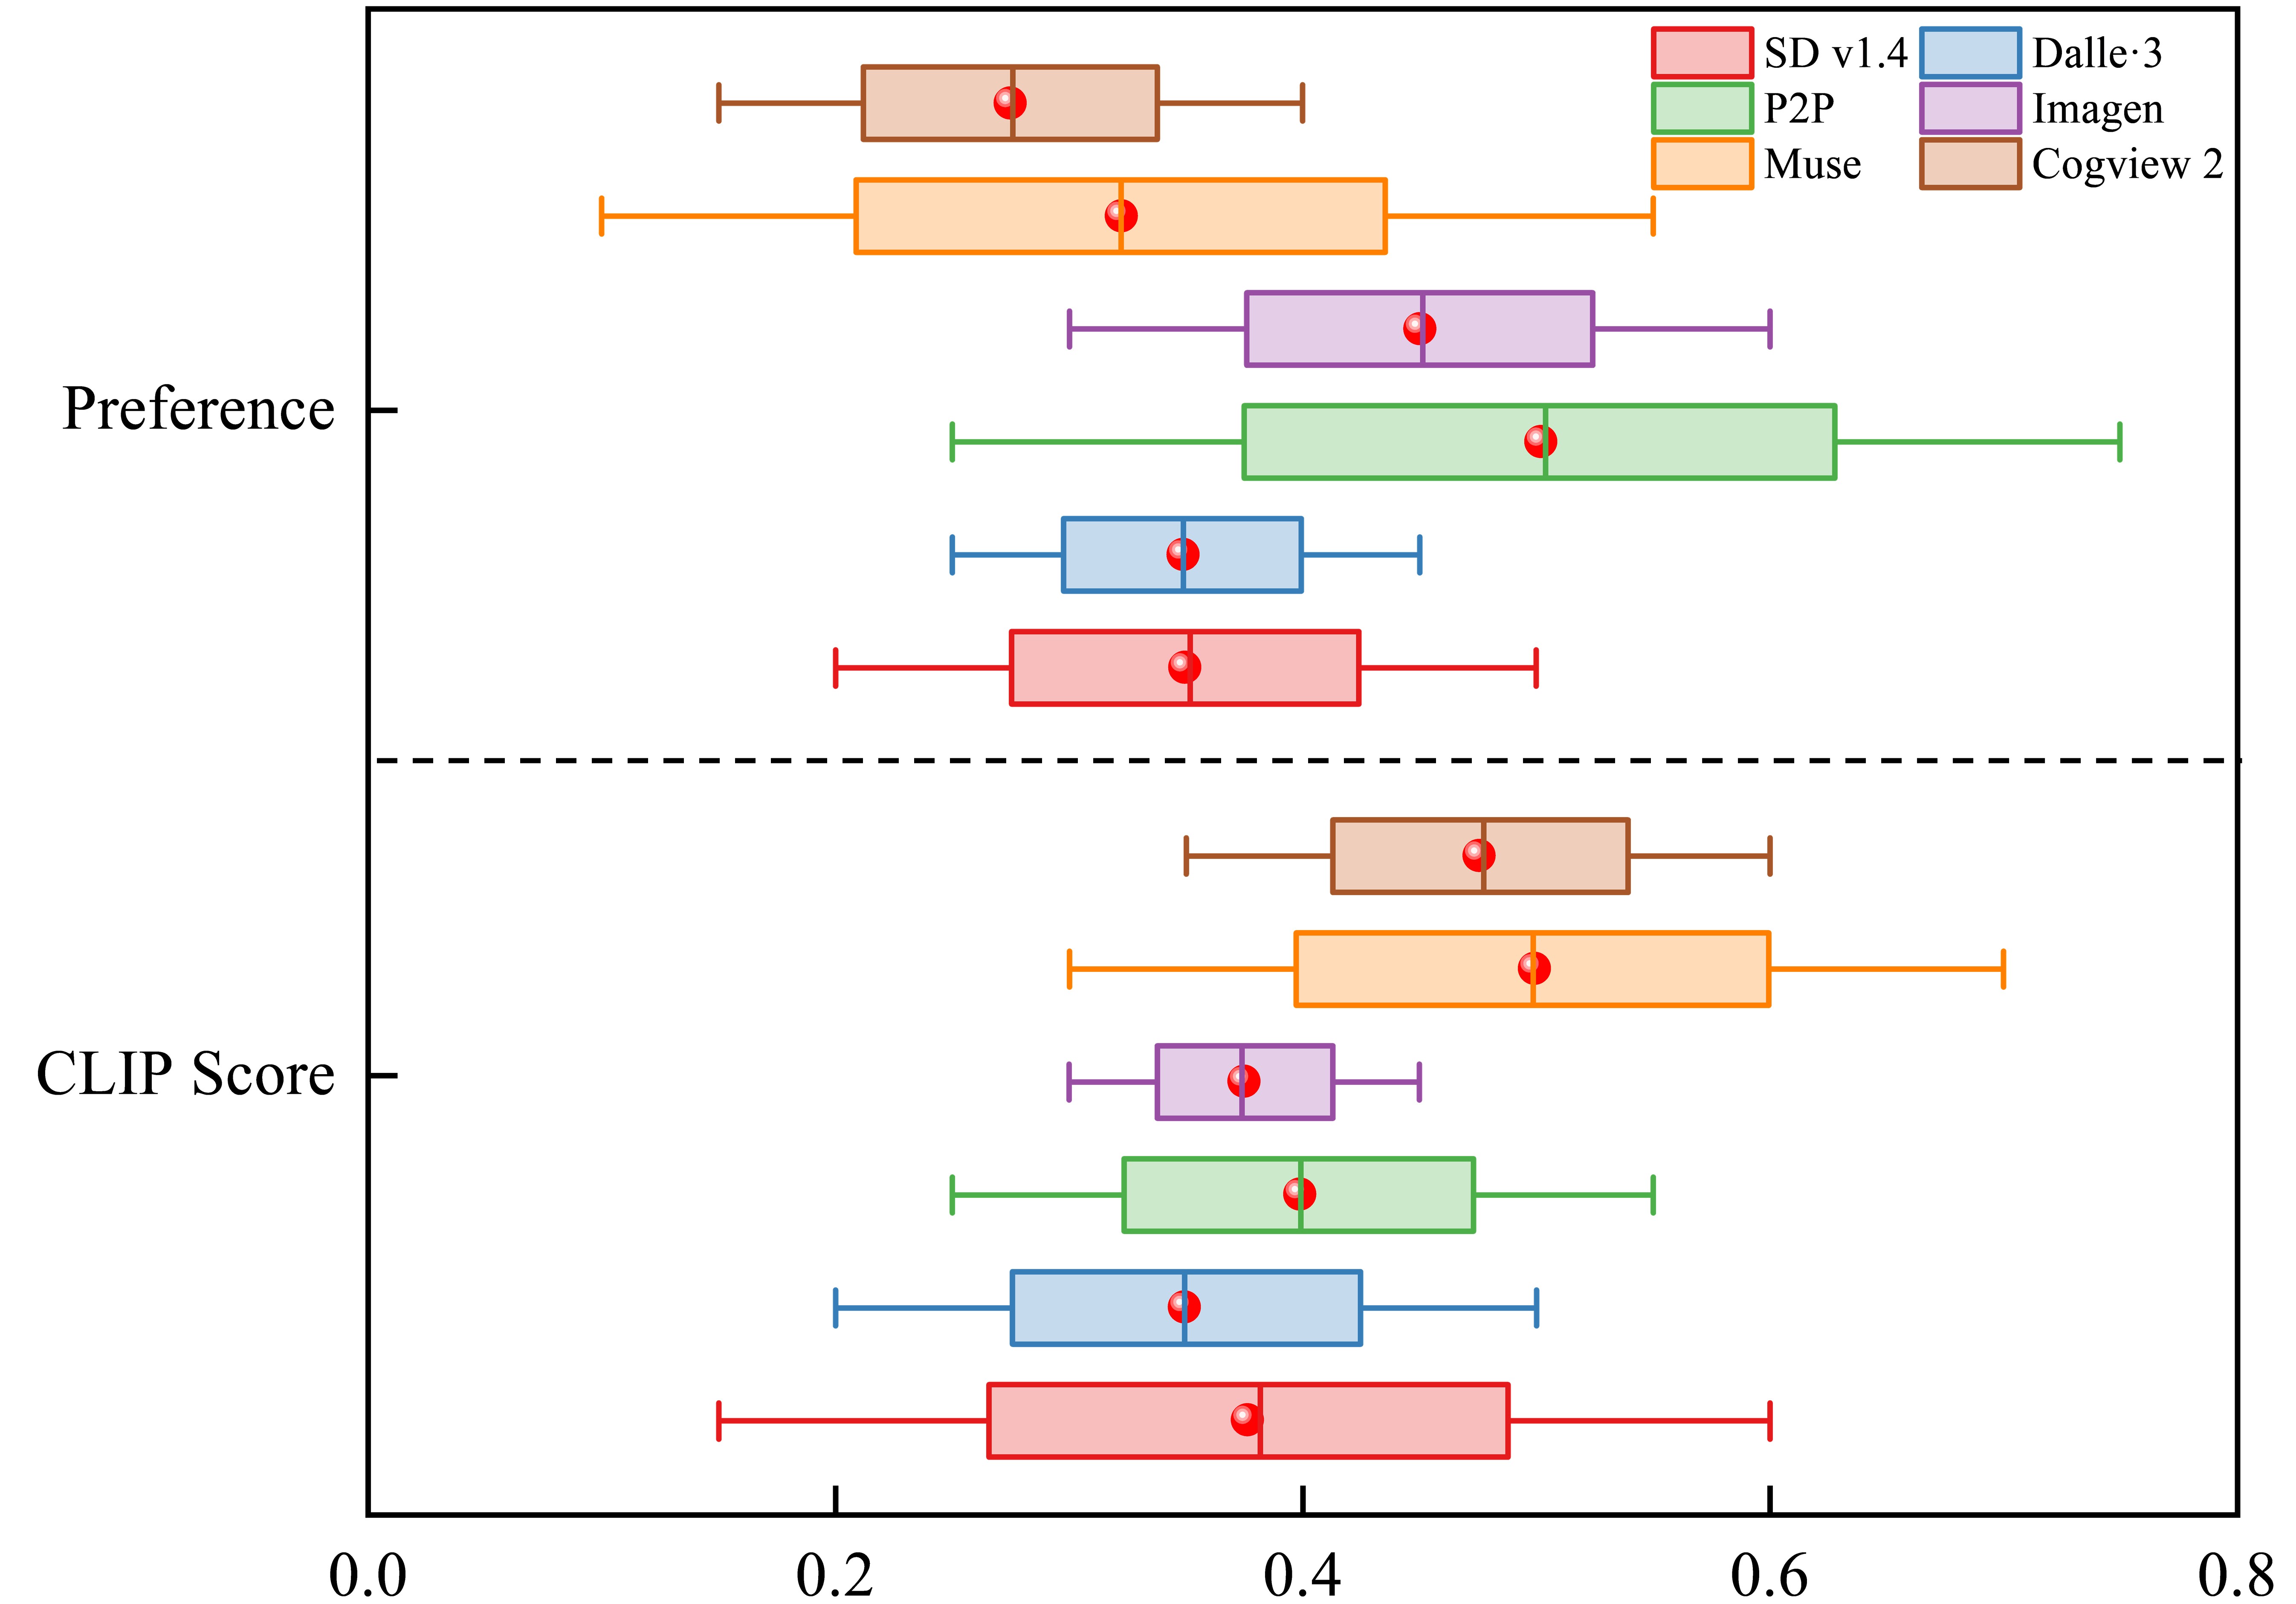 SD v1.4 Dalle·3
P2P Imagen
Muse Cogview 2
Preference
CLIP Score
0.0 0.2 0.4 0.6 0.8